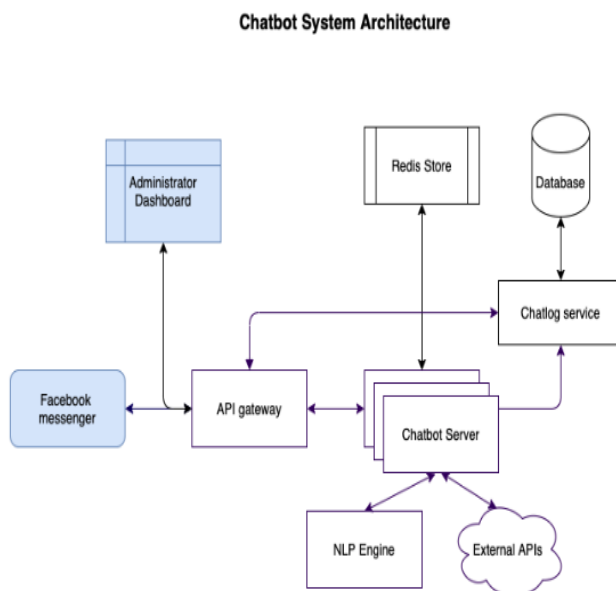 Chatbot System Architecture
Administrator
Dashboard
Redis Store
Database
Chatlog service
Facebook
messenger
API gateway
Chatbot Server
NLP Engine
External APIs